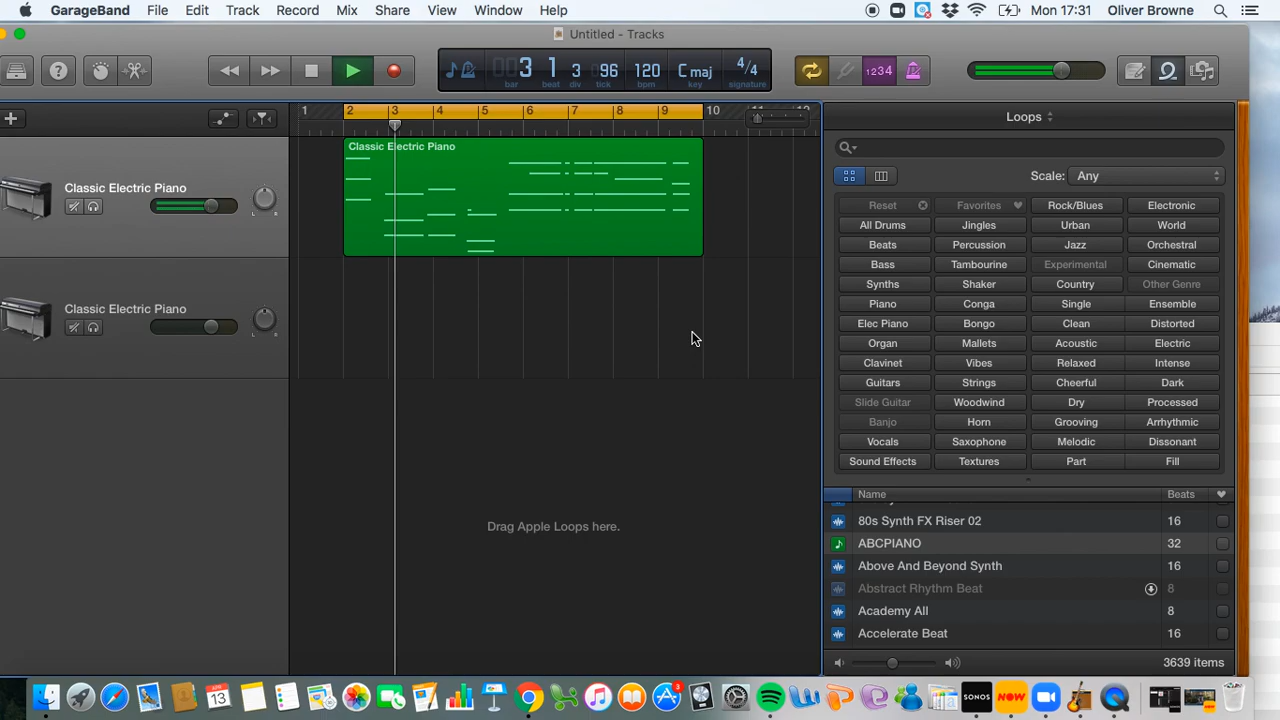 GarageBand File Edit Track Record Mix Share View Window Help Mon 17:31 Oliver Browne
Untitled - Tracks
3 1 3 96 120 C maj 4/4
bar beat div tick bpm key signature
1234
1 2 3 4 5 6 7 8 9 10 11 12
Loops
Classic Electric Piano
Classic Electric Piano
L R
Classic Electric Piano
L R
Drag Apple Loops here.
Scale: Any
Reset Favorites Rock/Blues Electronic
All Drums Jingles Urban World
Beats Percussion Jazz Orchestral
Bass Tambourine Experimental Cinematic
Synths Shaker Country Other Genre
Piano Conga Single Ensemble
Elec Piano Bongo Clean Distorted
Organ Mallets Acoustic Electric
Clavinet Vibes Relaxed Intense
Guitars Strings Cheerful Dark
Slide Guitar Woodwind Dry Processed
Banjo Horn Grooving Arrhythmic
Vocals Saxophone Melodic Dissonant
Sound Effects Textures Part Fill
Name Beats
80s Synth FX Riser 02 16
ABCPIANO 32
Above And Beyond Synth 16
Abstract Rhythm Beat 8
Academy All 8
Accelerate Beat 16
3639 items
JUN 13
3
SONOS
NOW